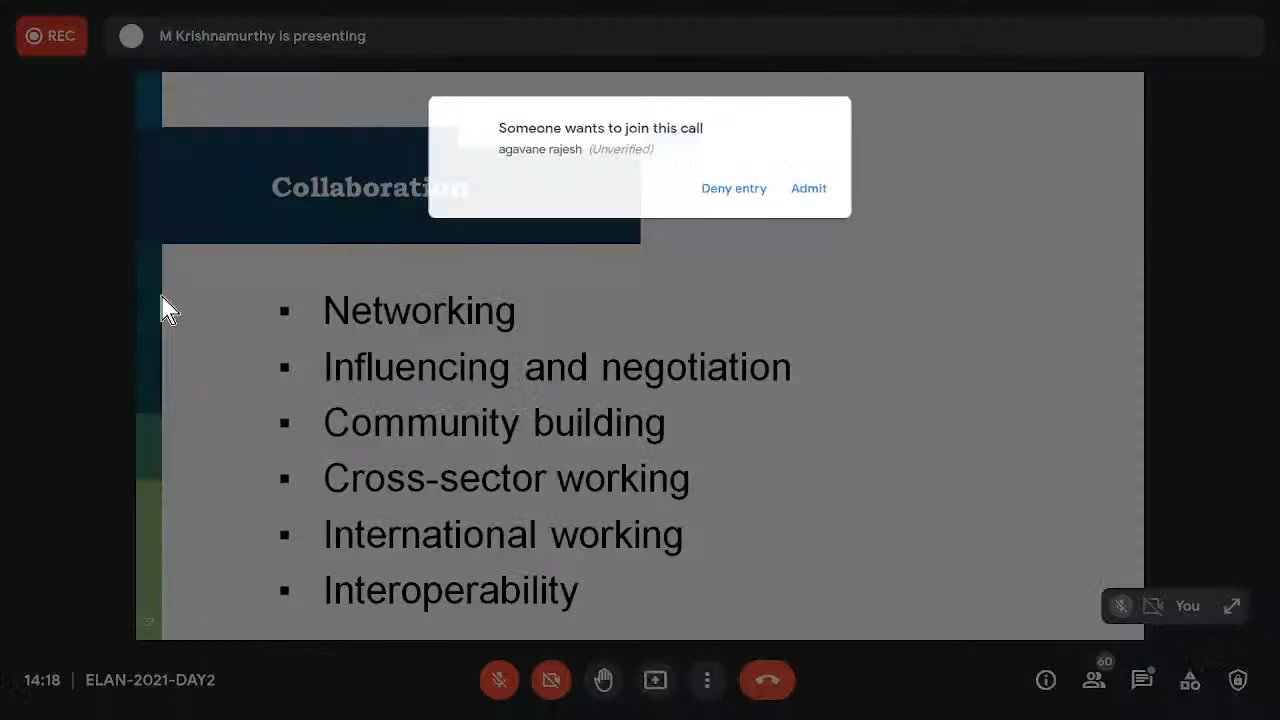 REC
M Krishnamurthy is presenting
Someone wants to join this call
agavane rajesh (Unverified)
Deny entry Admit
Collaboration
▪ Networking
▪ Influencing and negotiation
▪ Community building
▪ Cross-sector working
▪ International working
▪ Interoperability
22
You
14:18 | ELAN-2021-DAY2
60